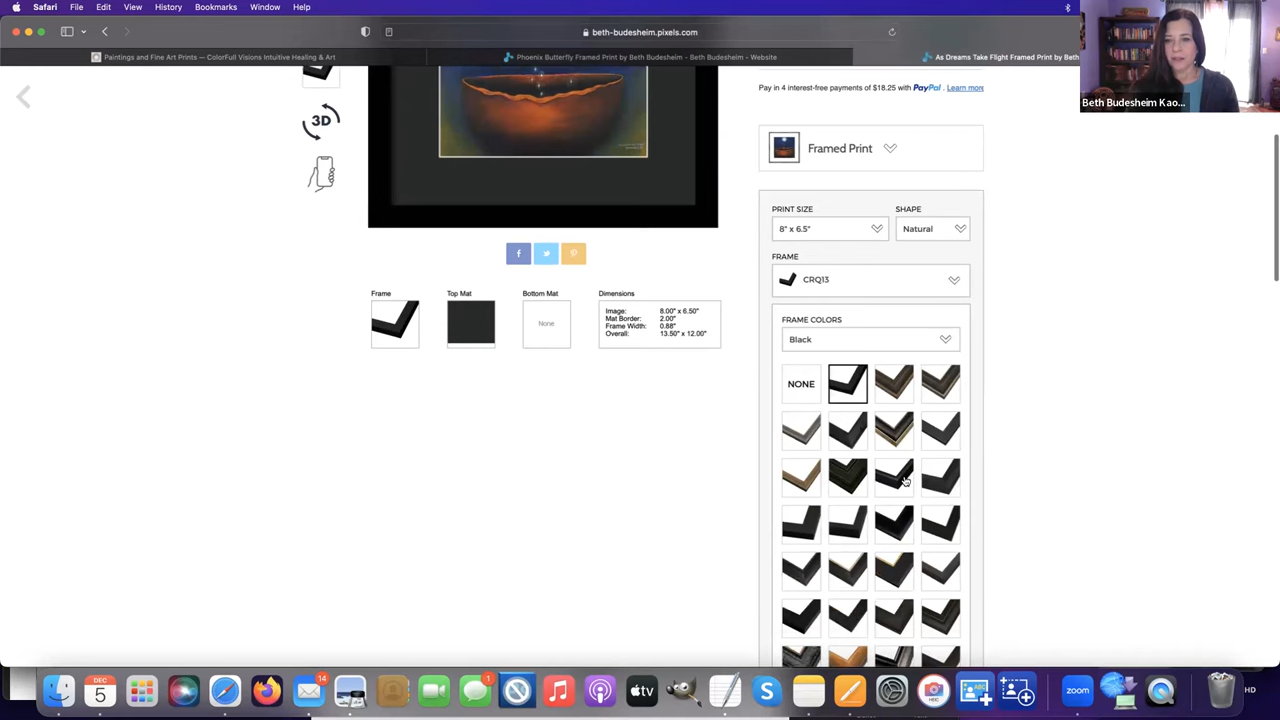 Safari File Edit View History Bookmarks Window Help
beth-budesheim.pixels.com
Paintings and Fine Art Prints — ColorFull Visions Intuitive Healing & Art
Phoenix Butterfly Framed Print by Beth Budesheim - Beth Budesheim - Website
As Dreams Take Flight Framed Print by Beth
Beth Budesheim Kao...
Pay in 4 interest-free payments of $18.25 with PayPal. Learn more
3D
Framed Print
PRINT SIZE SHAPE
8" x 6.5" Natural
FRAME
CRQ13
FRAME COLORS
Black
NONE
Frame Top Mat Bottom Mat Dimensions
None
Image: 8.00" x 6.50"
Mat Border: 2.00"
Frame Width: 0.88"
Overall: 13.50" x 12.00"
DEC
5
14
1
tv
zoom
HD